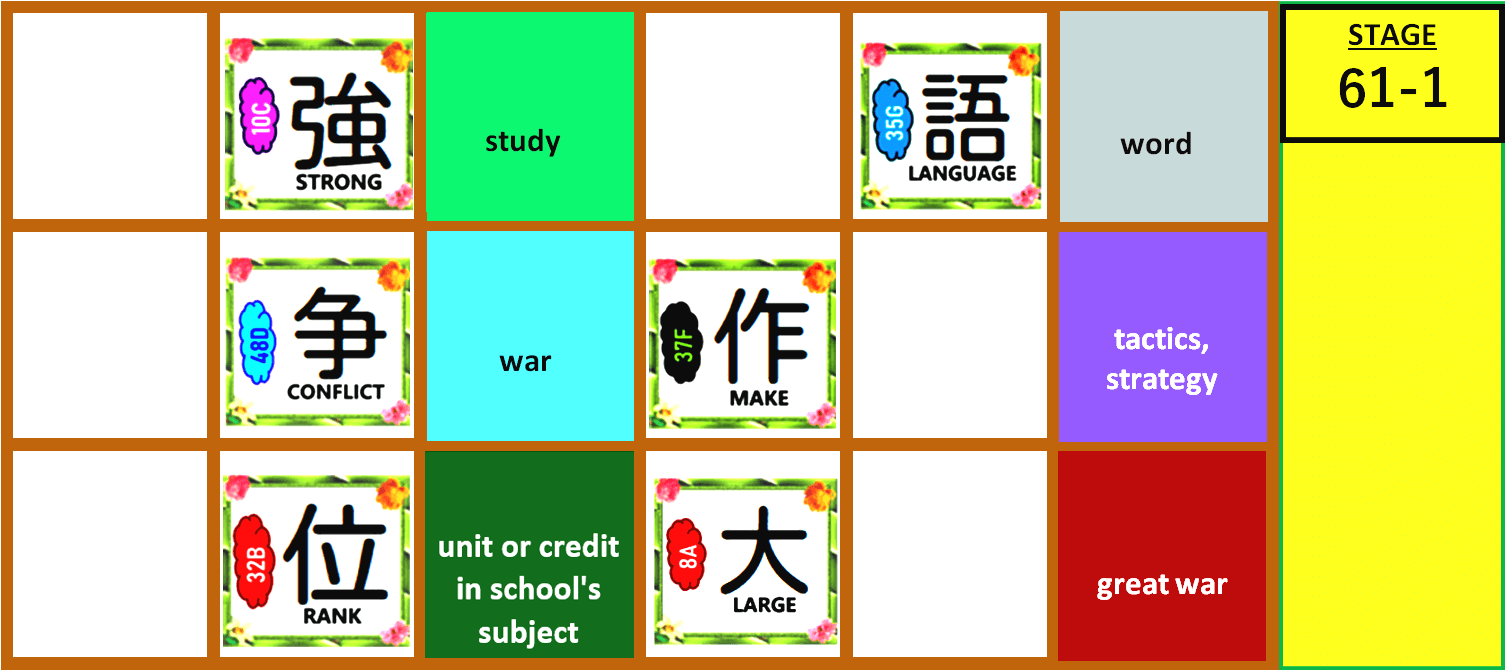 10C
強
STRONG
study
35G
語
LANGUAGE
word
STAGE
61-1
48D
争
CONFLICT
war
37F
作
MAKE
tactics,
strategy
32B
位
RANK
unit or credit
in school's
subject
8A
大
LARGE
great war